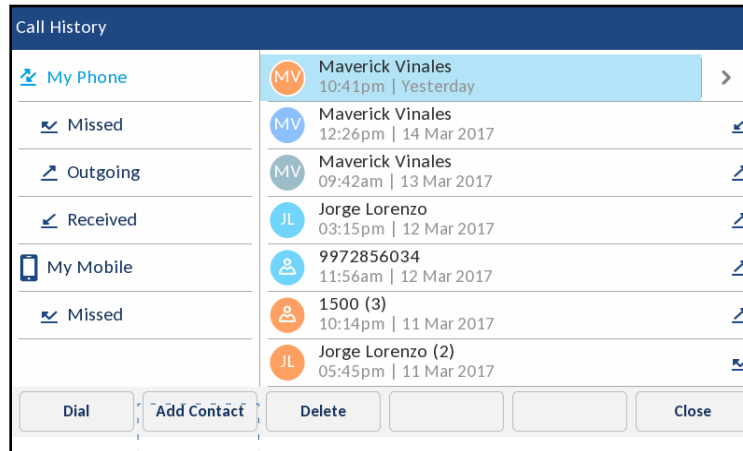 Call History
My Phone
Missed
Outgoing
Received
My Mobile
Missed
MV
Maverick Vinales
10:41pm | Yesterday
MV
Maverick Vinales
12:26pm | 14 Mar 2017
MV
Maverick Vinales
09:42am | 13 Mar 2017
JL
Jorge Lorenzo
03:15pm | 12 Mar 2017
9972856034
11:56am | 12 Mar 2017
1500 (3)
10:14pm | 11 Mar 2017
JL
Jorge Lorenzo (2)
05:45pm | 11 Mar 2017
Dial
Add Contact
Delete
Close